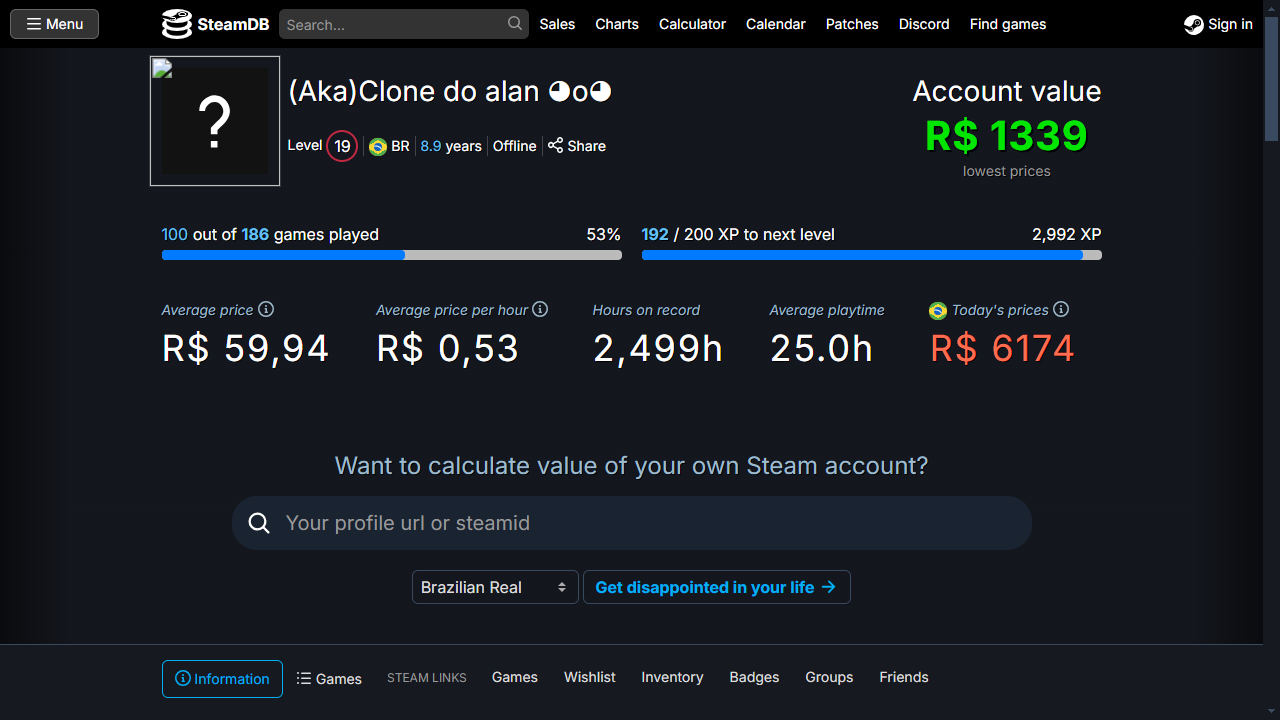 Menu SteamDB Search... Sales Charts Calculator Calendar Patches Discord Find games Sign in
?
(Aka)Clone do alan ◕o◕
Level 19 BR 8.9 years Offline Share
Account value
R$ 1339
lowest prices
100 out of 186 games played 53%
192 / 200 XP to next level 2,992 XP
Average price Average price per hour Hours on record Average playtime Today's prices
R$ 59,94 R$ 0,53 2,499h 25.0h R$ 6174
Want to calculate value of your own Steam account?
Your profile url or steamid
Brazilian Real Get disappointed in your life →
Information Games STEAM LINKS Games Wishlist Inventory Badges Groups Friends